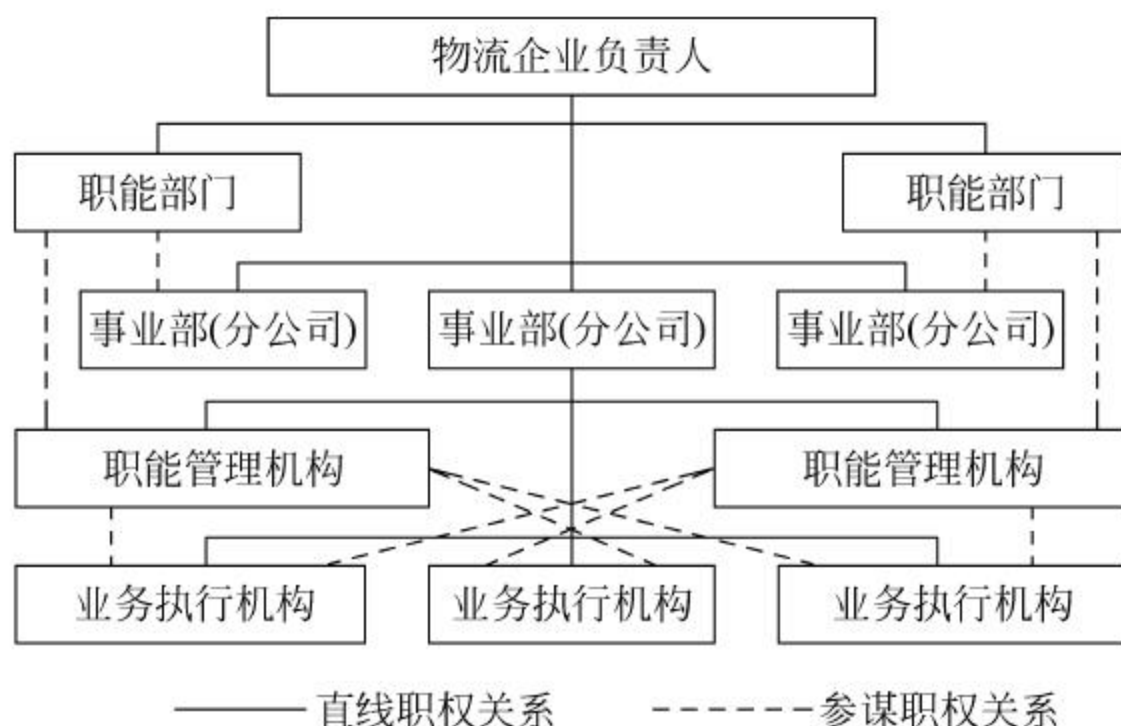 物流企业负责人
职能部门
职能部门
事业部(分公司)
事业部(分公司)
事业部(分公司)
职能管理机构
职能管理机构
业务执行机构
业务执行机构
业务执行机构
直线职权关系
参谋职权关系